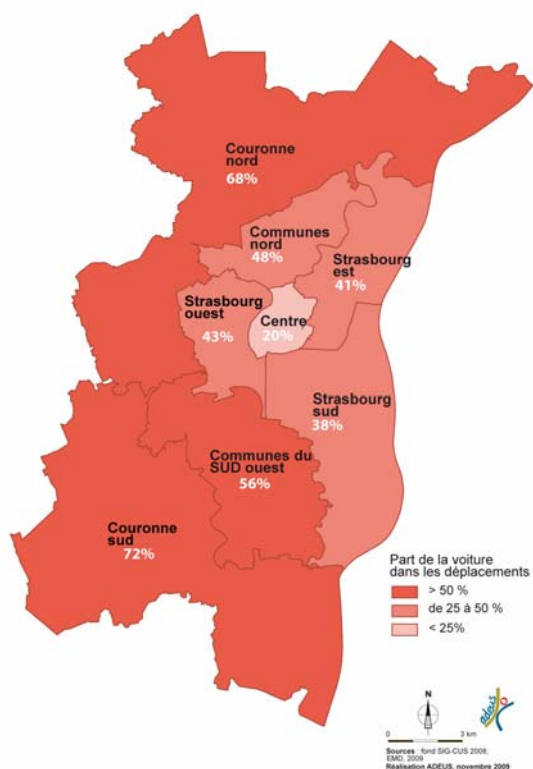 Couronne
nord
68%
Communes
nord
48%
Strasbourg
est
41%
Strasbourg
ouest
43%
Centre
20%
Strasbourg
sud
38%
Communes du
SUD ouest
56%
Couronne
sud
72%
Part de la voiture
dans les déplacements
> 50 %
de 25 à 50 %
< 25%
N
adeus
0 3 km
Sources : fond SIG-CUS 2008;
EMD, 2009
Réalisation ADEUS, novembre 2009